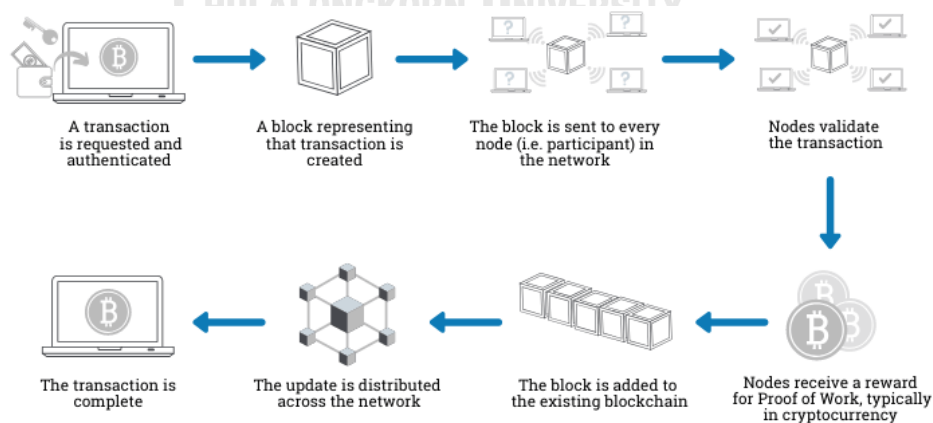 CHULALONGKORN UNIVERSITY
A transaction
is requested and
authenticated
A block representing
that transaction is
created
The block is sent to every
node (i.e. participant) in
the network
Nodes validate
the transaction
The transaction is
complete
The update is distributed
across the network
The block is added to
the existing blockchain
Nodes receive a reward
for Proof of Work, typically
in cryptocurrency